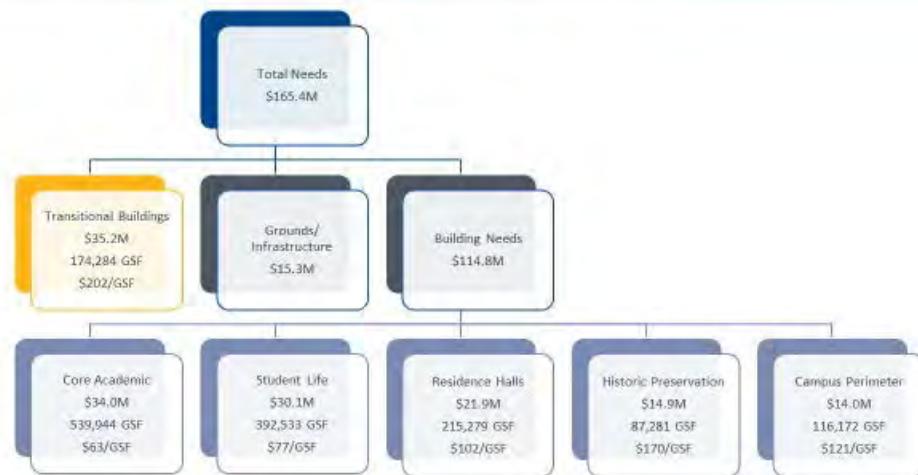 Total Needs
$165.4M
Transitional Buildings
$35.2M
174,284 GSF
$202/GSF
Grounds/
Infrastructure
$15.3M
Building Needs
$114.8M
Core Academic
$34.0M
539,944 GSF
$63/GSF
Student Life
$30.1M
392,533 GSF
$77/GSF
Residence Halls
$21.9M
215,279 GSF
$102/GSF
Historic Preservation
$14.9M
87,281 GSF
$170/GSF
Campus Perimeter
$14.0M
116,172 GSF
$121/GSF